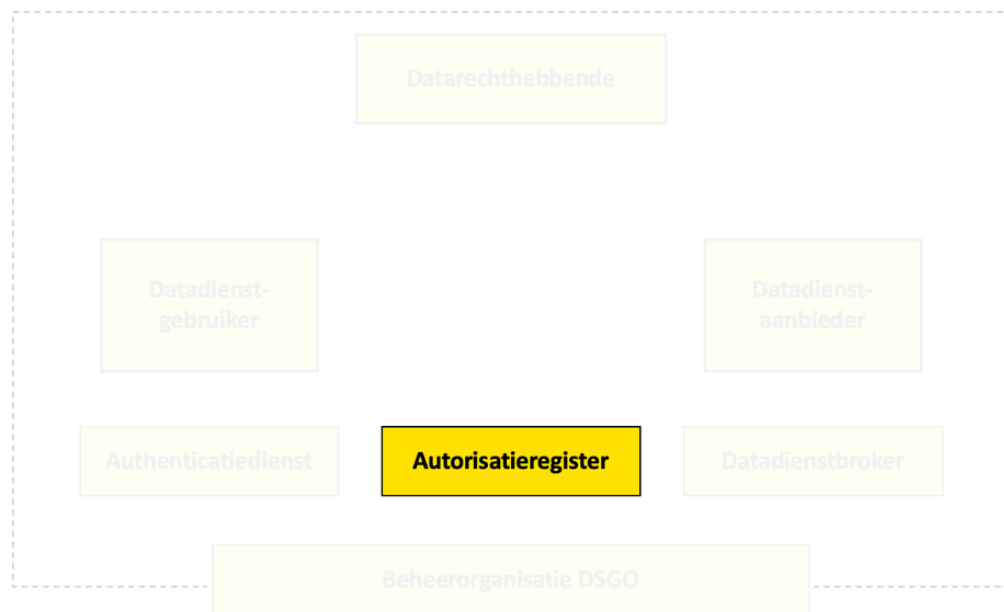 Datarechthebbende
Datadienst-
gebruiker
Datadienst-
aanbieder
Authenticatiedienst
Autorisatieregister
Datadienstbroker
Beheerorganisatie DSGO